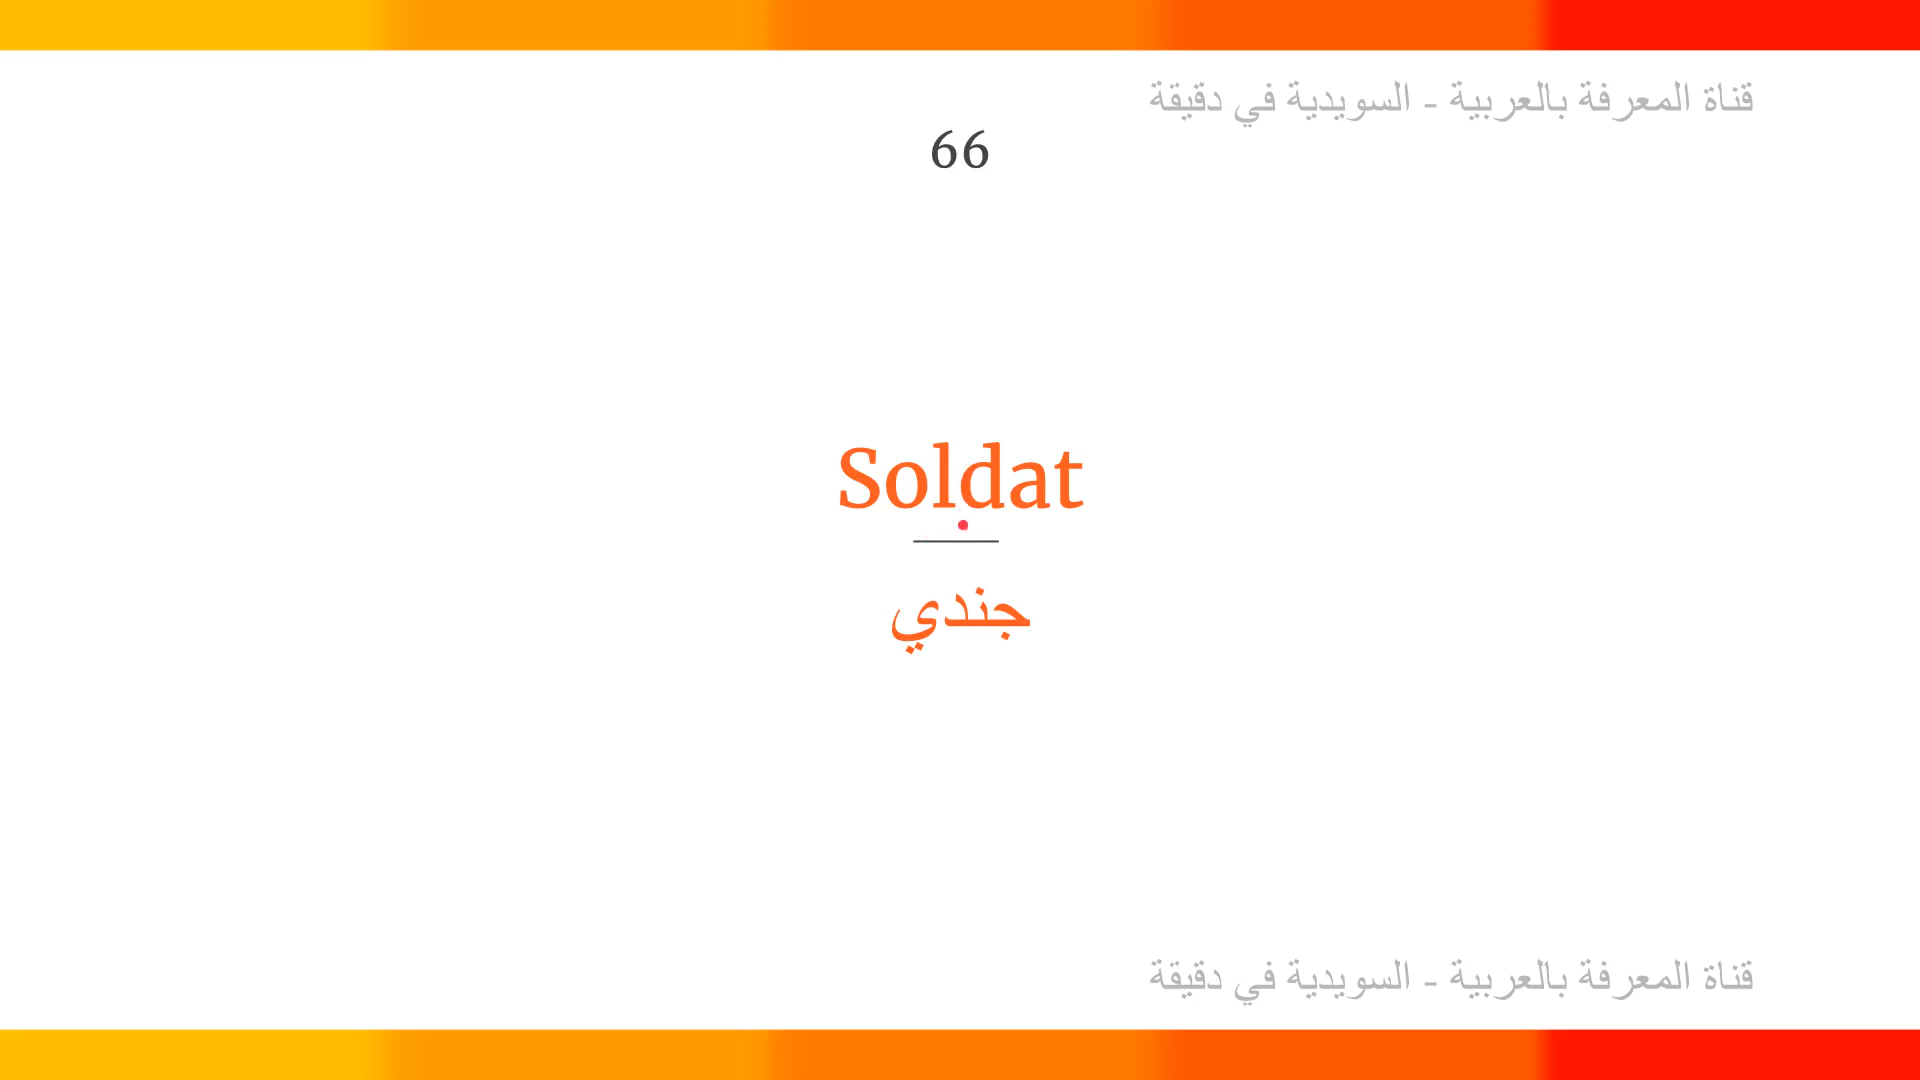 قناة المعرفة بالعربية - السويدية في دقيقة
66
Soldat
جندي
قناة المعرفة بالعربية - السويدية في دقيقة